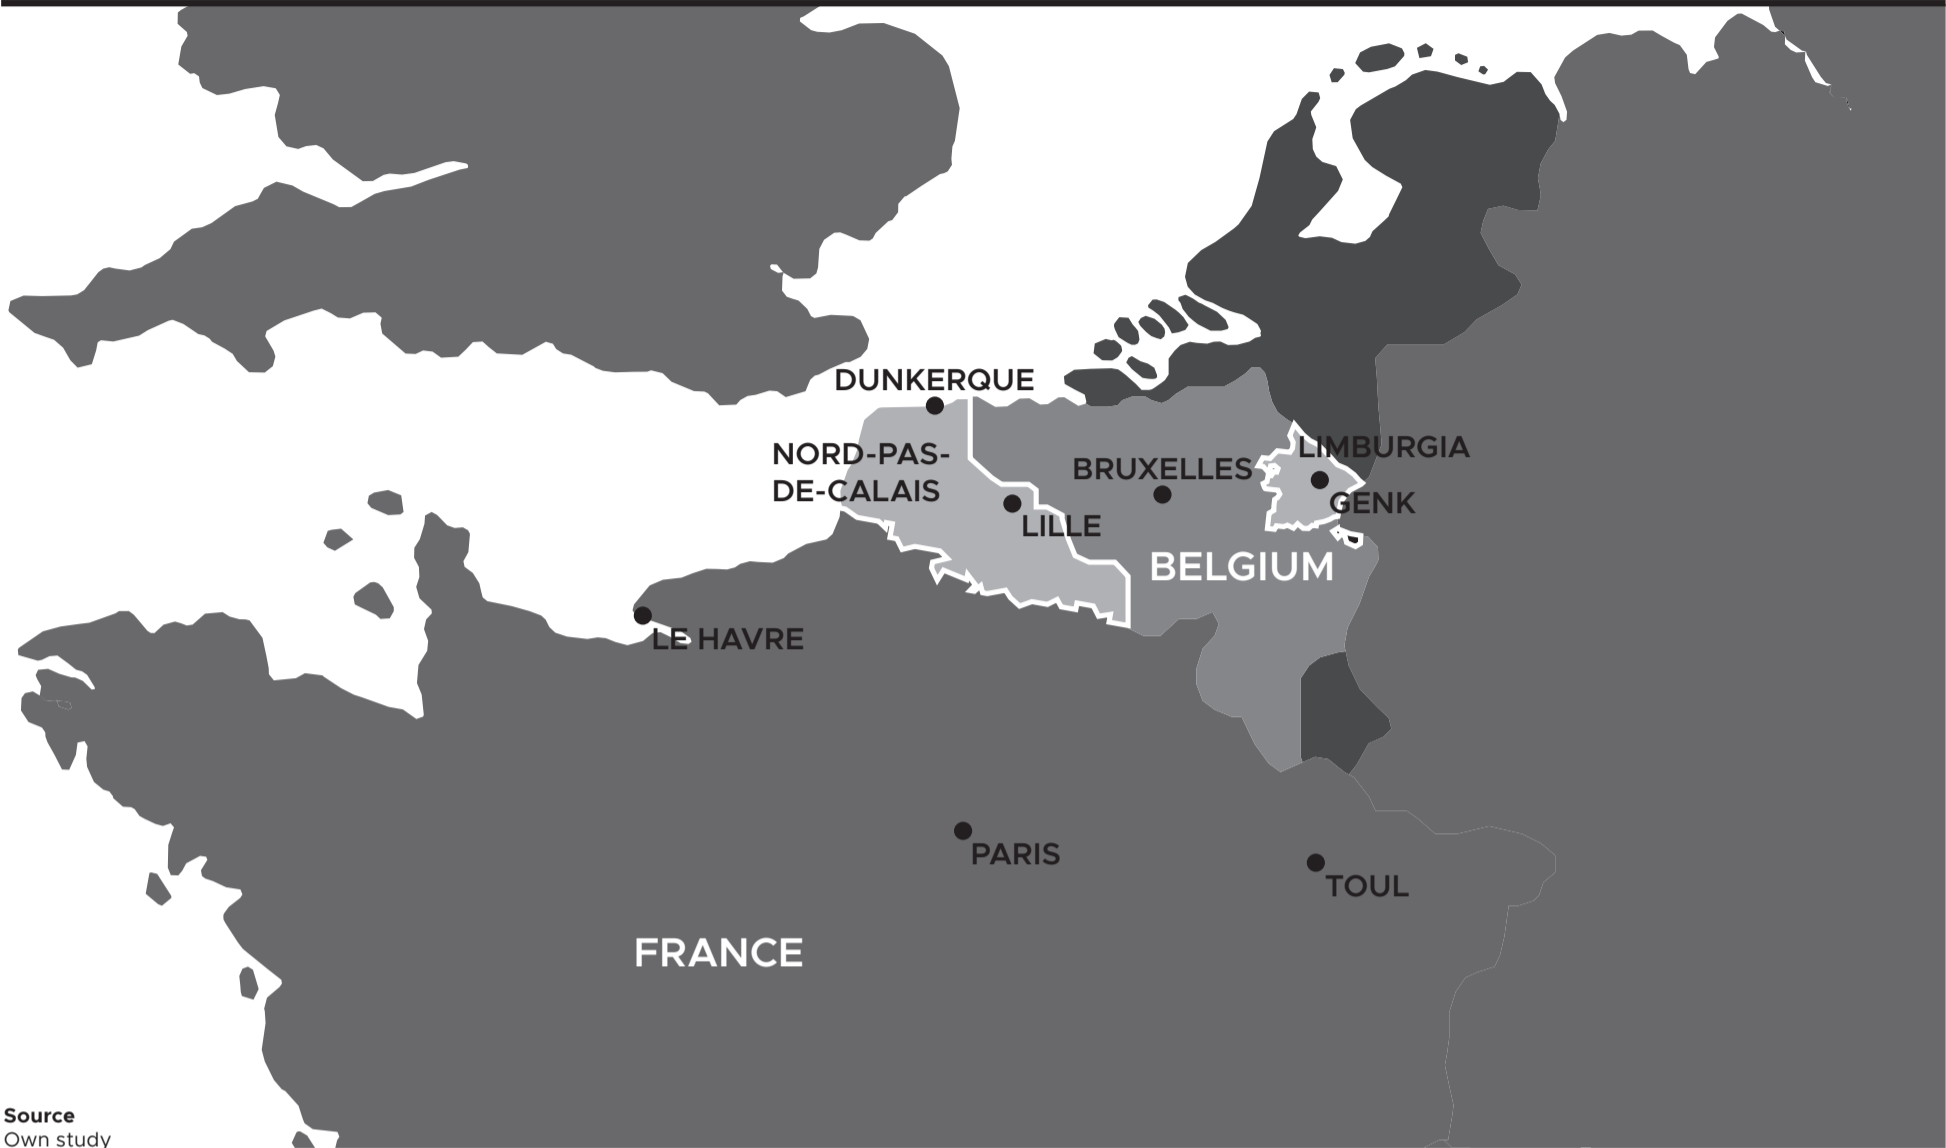 DUNKERQUE
NORD-PAS-
DE-CALAIS
LIMBURGIA
BRUXELLES
GENK
LILLE
BELGIUM
LE HAVRE
PARIS
TOUL
FRANCE
Source
Own study